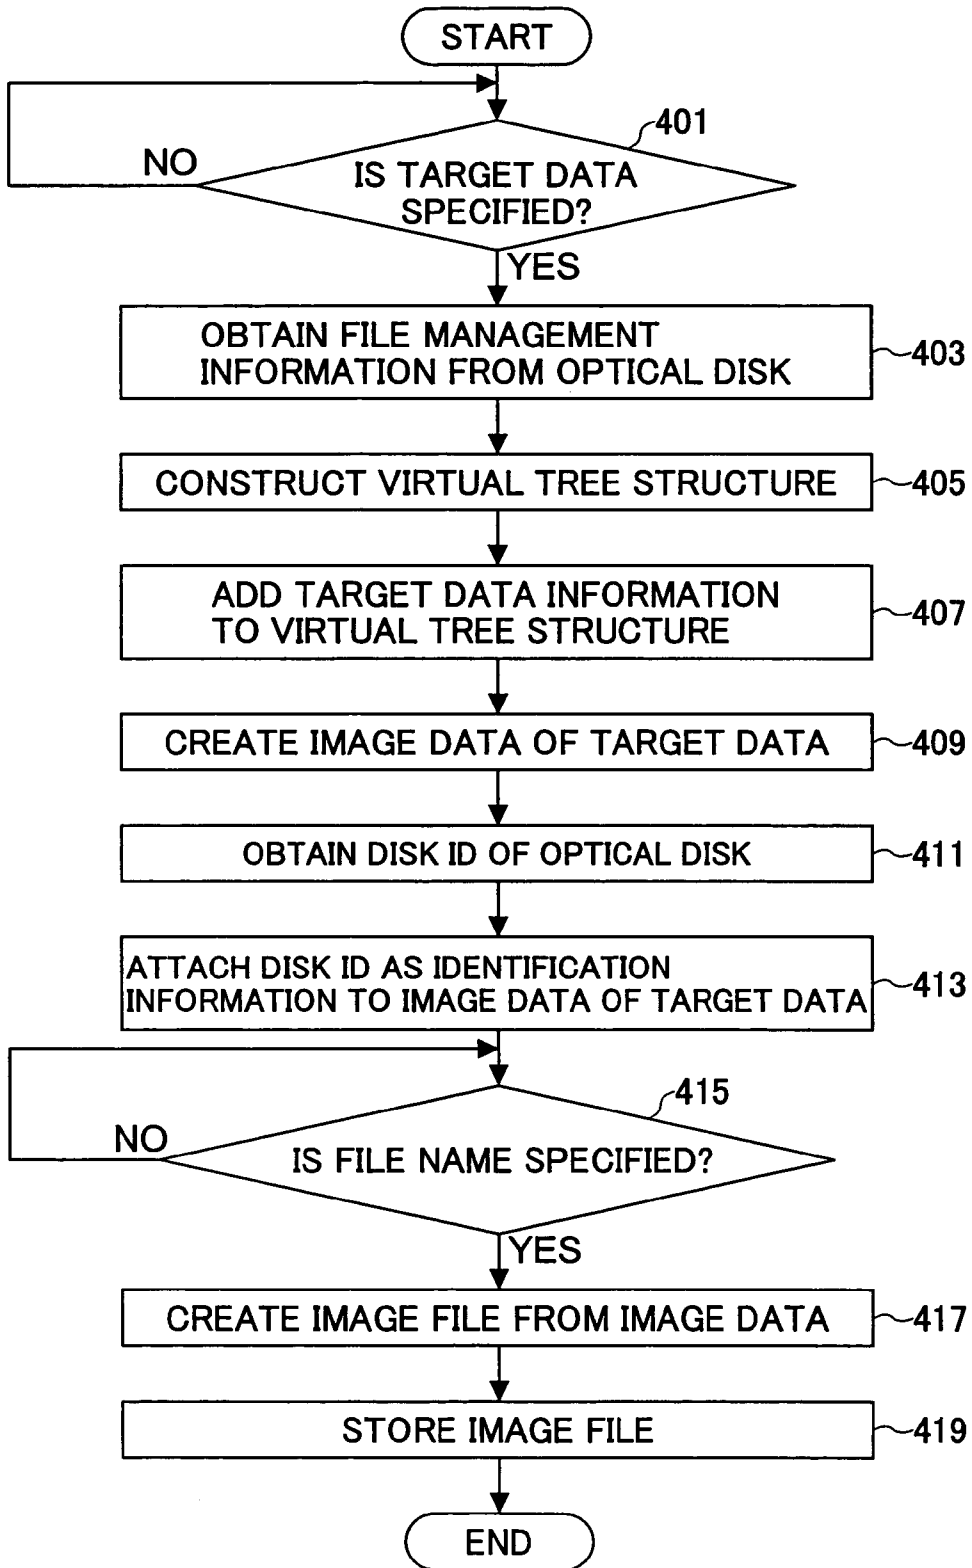 START
401
NO
IS TARGET DATA
SPECIFIED?
YES
OBTAIN FILE MANAGEMENT
INFORMATION FROM OPTICAL DISK
403
CONSTRUCT VIRTUAL TREE STRUCTURE
405
ADD TARGET DATA INFORMATION
TO VIRTUAL TREE STRUCTURE
407
CREATE IMAGE DATA OF TARGET DATA
409
OBTAIN DISK ID OF OPTICAL DISK
411
ATTACH DISK ID AS IDENTIFICATION
INFORMATION TO IMAGE DATA OF TARGET DATA
413
415
NO
IS FILE NAME SPECIFIED?
YES
CREATE IMAGE FILE FROM IMAGE DATA
417
STORE IMAGE FILE
419
END